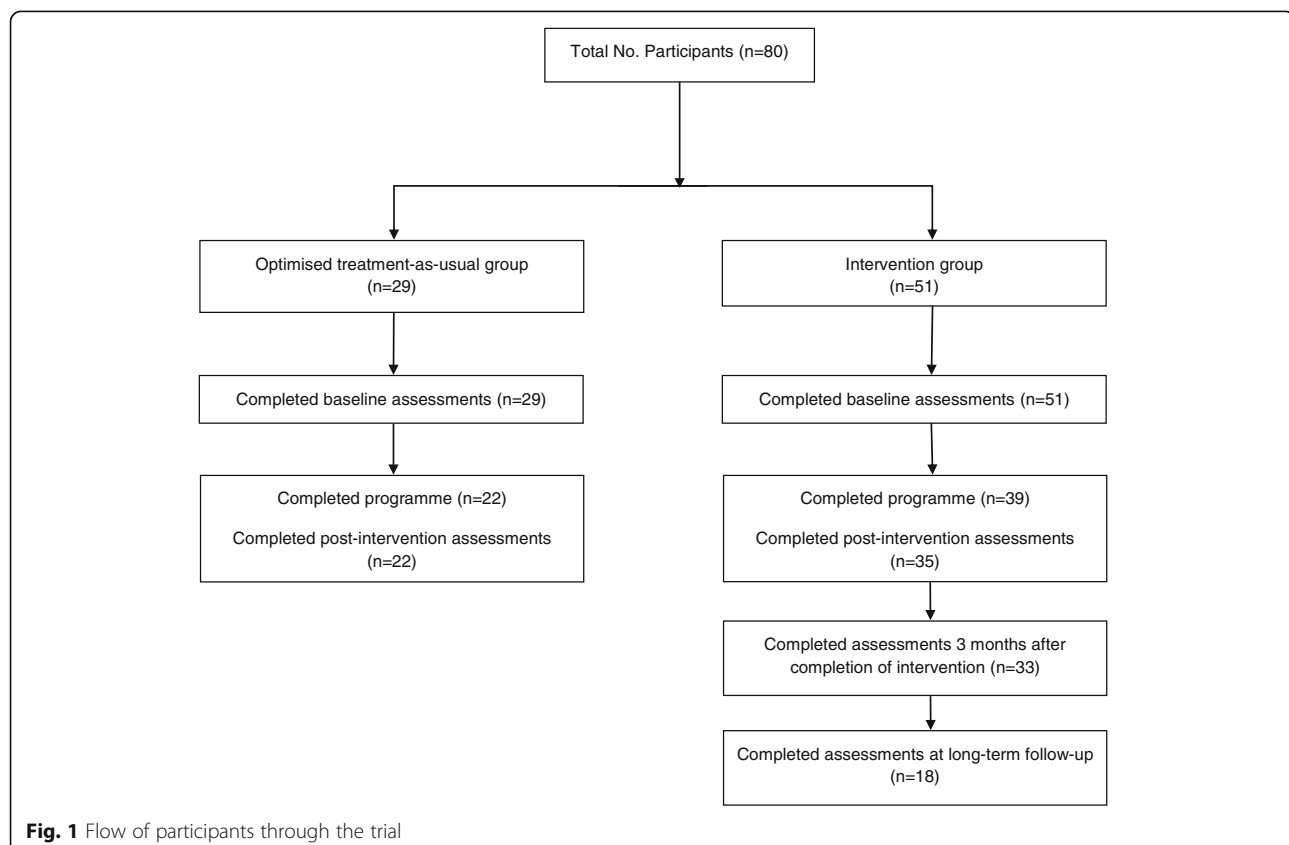 Total No. Participants (n=80)
Optimised treatment-as-usual group
(n=29)
Intervention group
(n=51)
Completed baseline assessments (n=29)
Completed baseline assessments (n=51)
Completed programme (n=22)
Completed post-intervention assessments
(n=22)
Completed programme (n=39)
Completed post-intervention assessments
(n=35)
Completed assessments 3 months after
completion of intervention (n=33)
Completed assessments at long-term follow-up
(n=18)
Fig. 1 Flow of participants through the trial